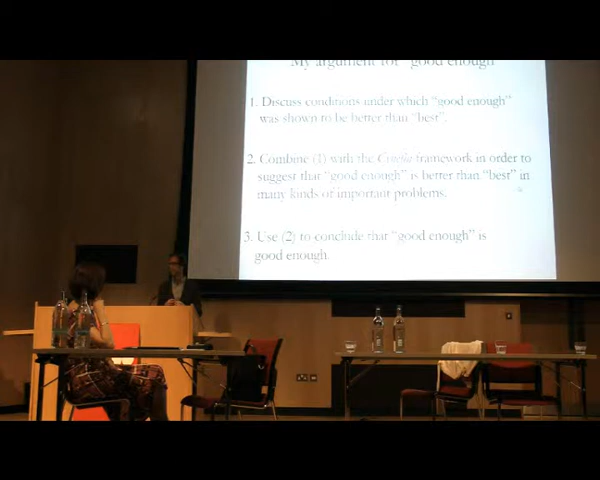 My argument for "good enough"
1. Discuss conditions under which "good enough"
was shown to be better than "best".
2. Combine (1) with the framework in order to
suggest that "good enough" is better than "best" in
many kinds of important problems.
3. Use (2) to conclude that "good enough" is
good enough.